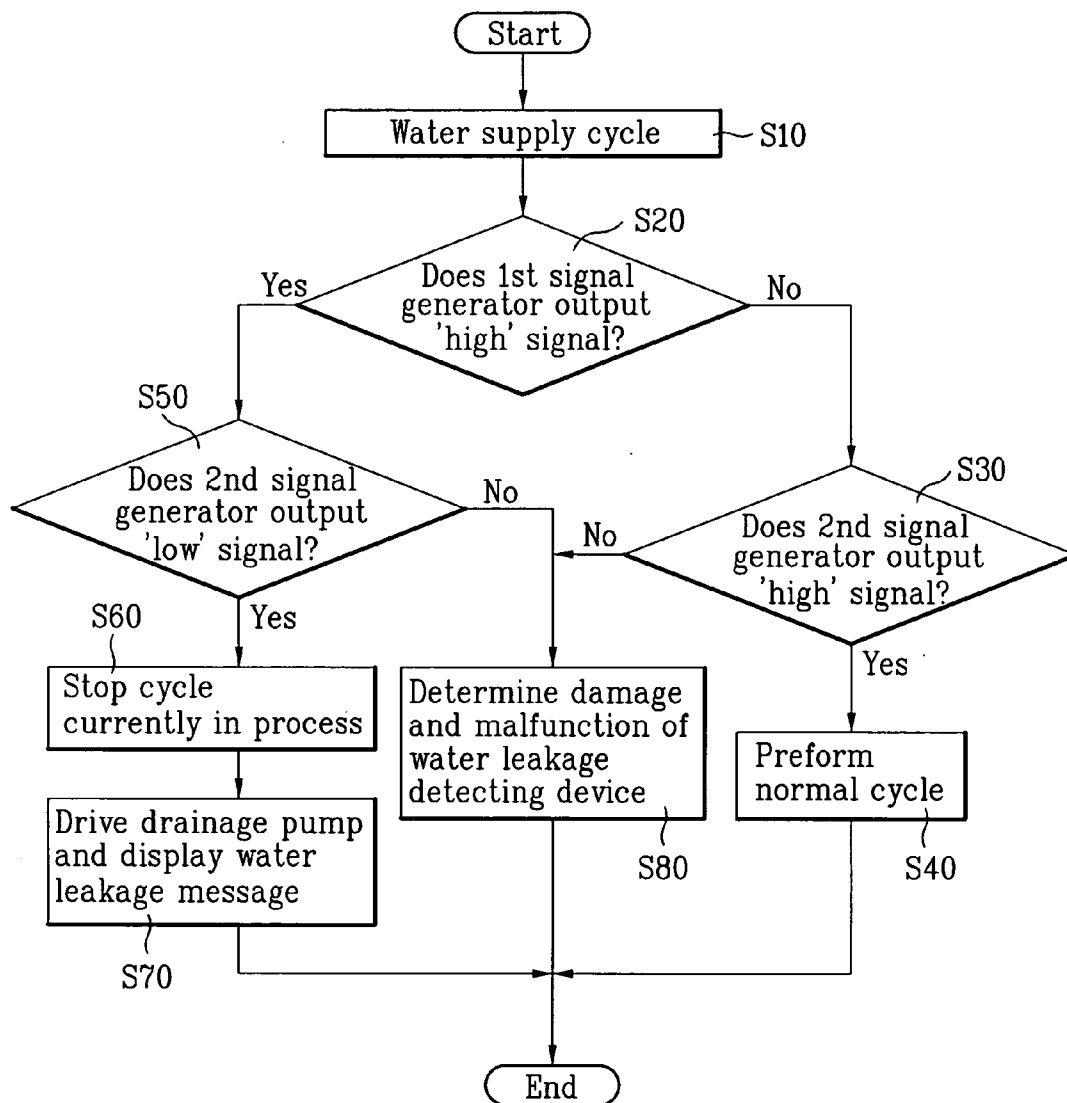 Start
Water supply cycle
S10
S20
Does 1st signal
generator output
'high' signal?
Yes
No
S50
Does 2nd signal
generator output
'low' signal?
No
Yes
S30
Does 2nd signal
generator output
'high' signal?
No
Yes
S60
Stop cycle
currently in process
Determine damage
and malfunction of
water leakage
detecting device
S80
Preform
normal cycle
S40
Drive drainage pump
and display water
leakage message
S70
End